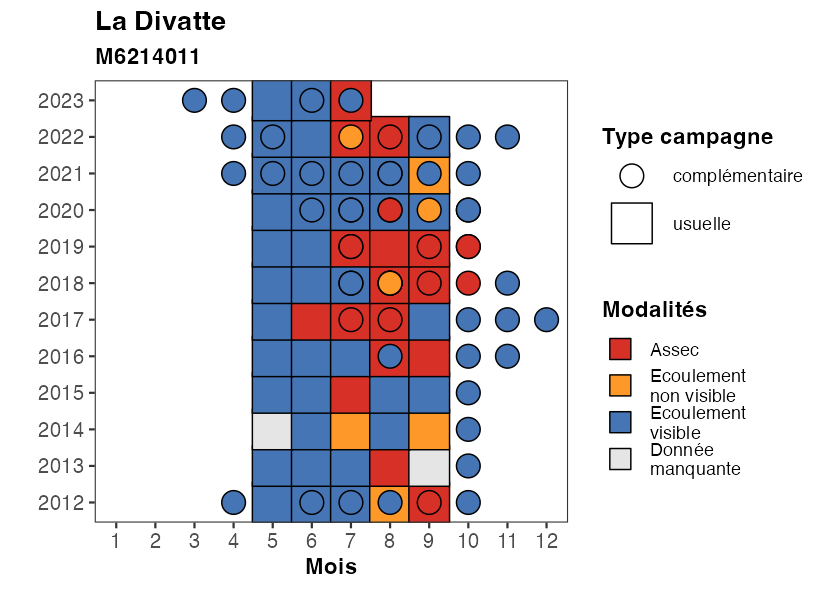 La Divatte
M6214011
2023
2022
2021
2020
2019
2018
2017
2016
2015
2014
2013
2012
1 2 3 4 5 6 7 8 9 10 11 12
Mois
Type campagne
complémentaire
usuelle
Modalités
Assec
Ecoulement
non visible
Ecoulement
visible
Donnée
manquante